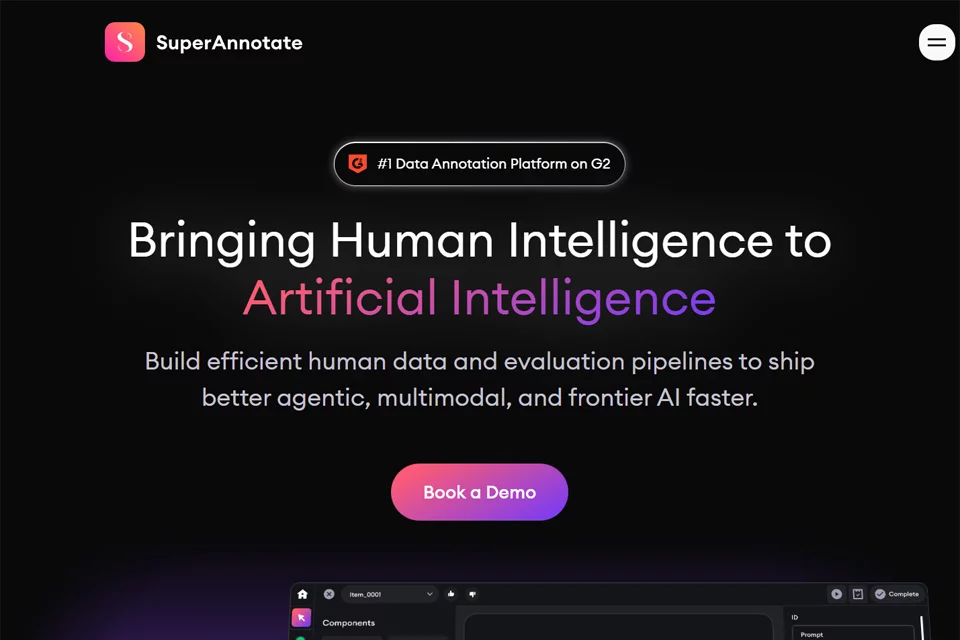 SuperAnnotate
#1 Data Annotation Platform on G2
Bringing Human Intelligence to
Artificial Intelligence
Build efficient human data and evaluation pipelines to ship
better agentic, multimodal, and frontier AI faster.
Book a Demo
Item_0001
Complete
Components
ID
Prompt